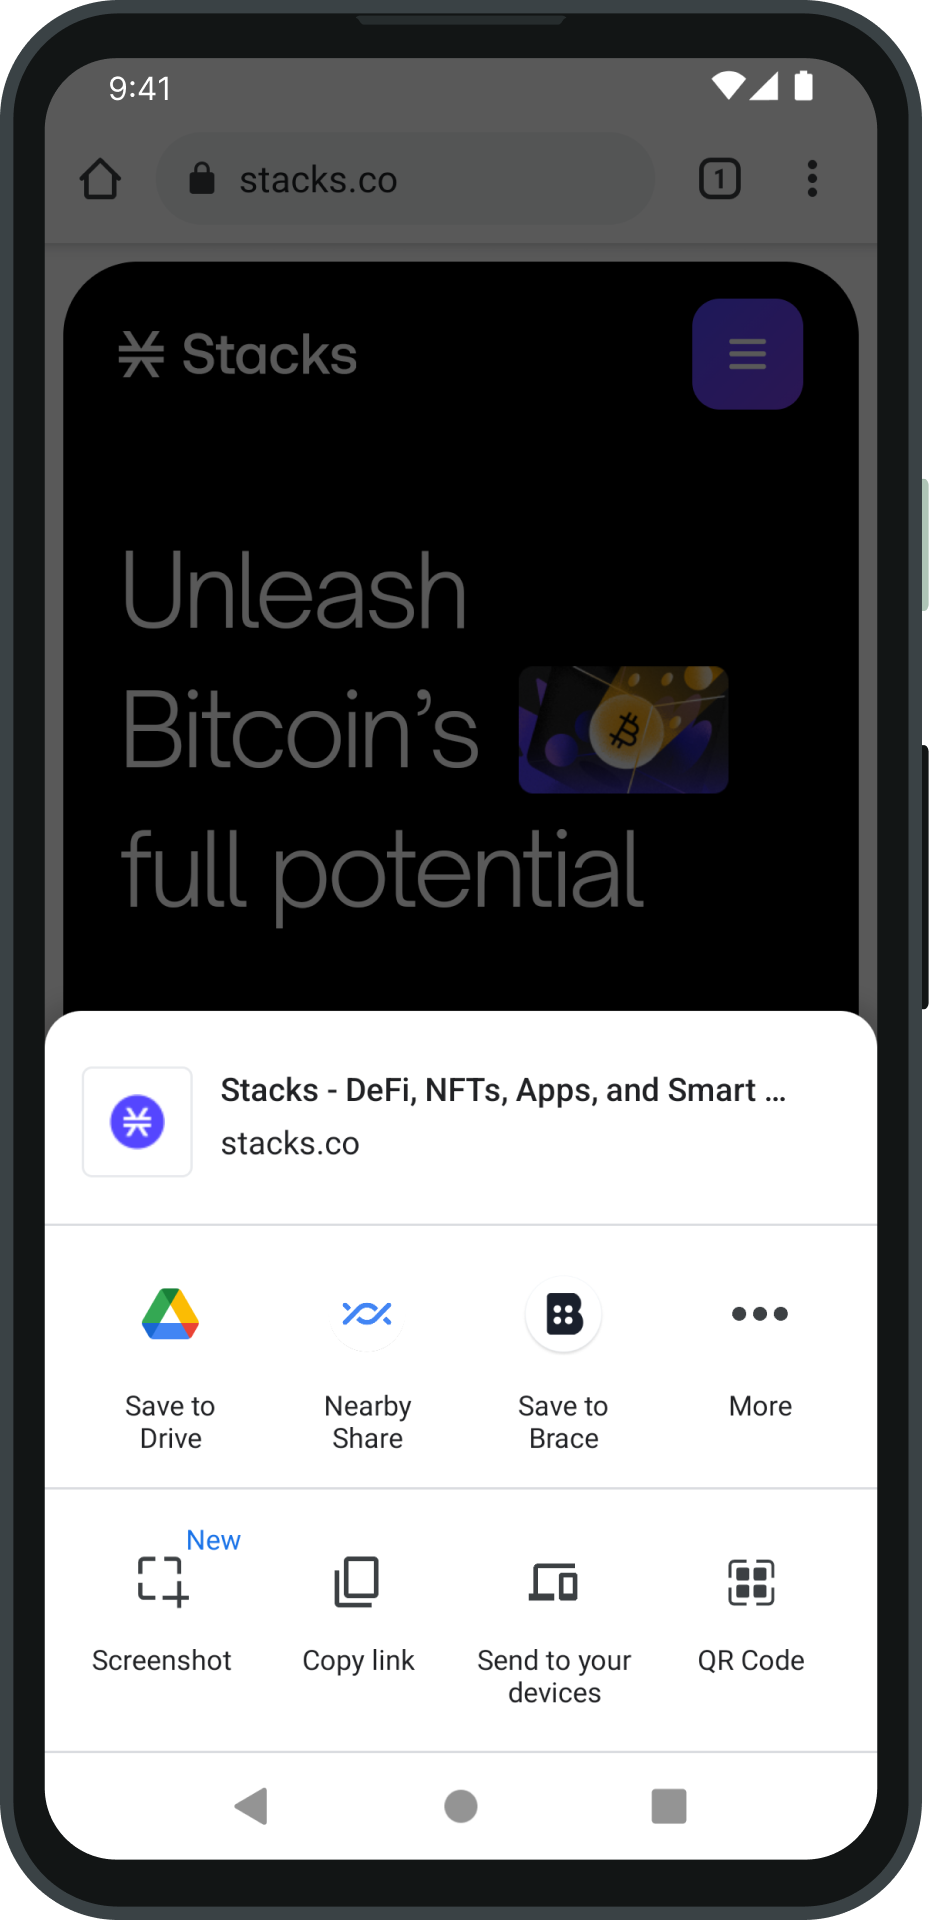 9:41
stacks.co
1
Stacks
Unleash
Bitcoin’s
full potential
Stacks - DeFi, NFTs, Apps, and Smart ...
stacks.co
Save to
Drive
Nearby
Share
Save to
Brace
More
New
Screenshot
Copy link
Send to your
devices
QR Code